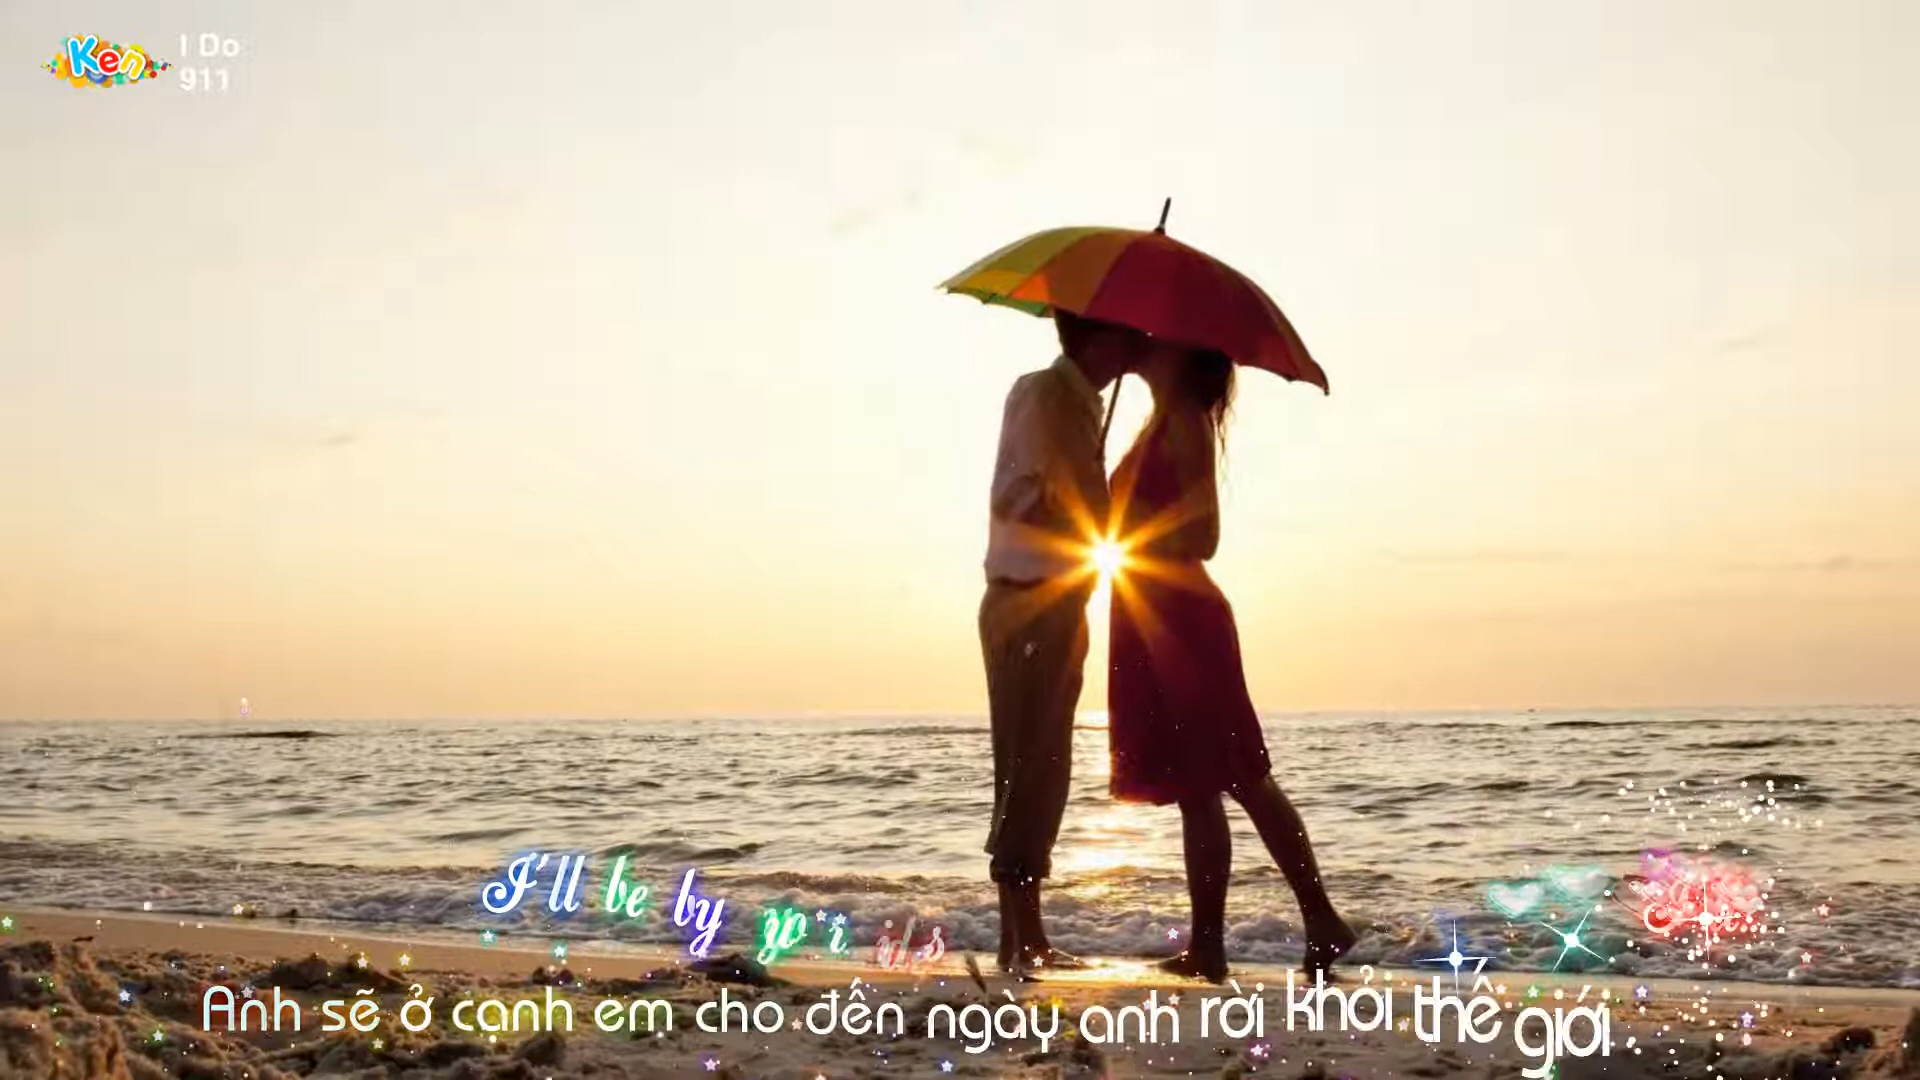 Ken
I Do
911
I'll be by
Anh sẽ ở cạnh em cho đến ngày anh rời khỏi thế giới